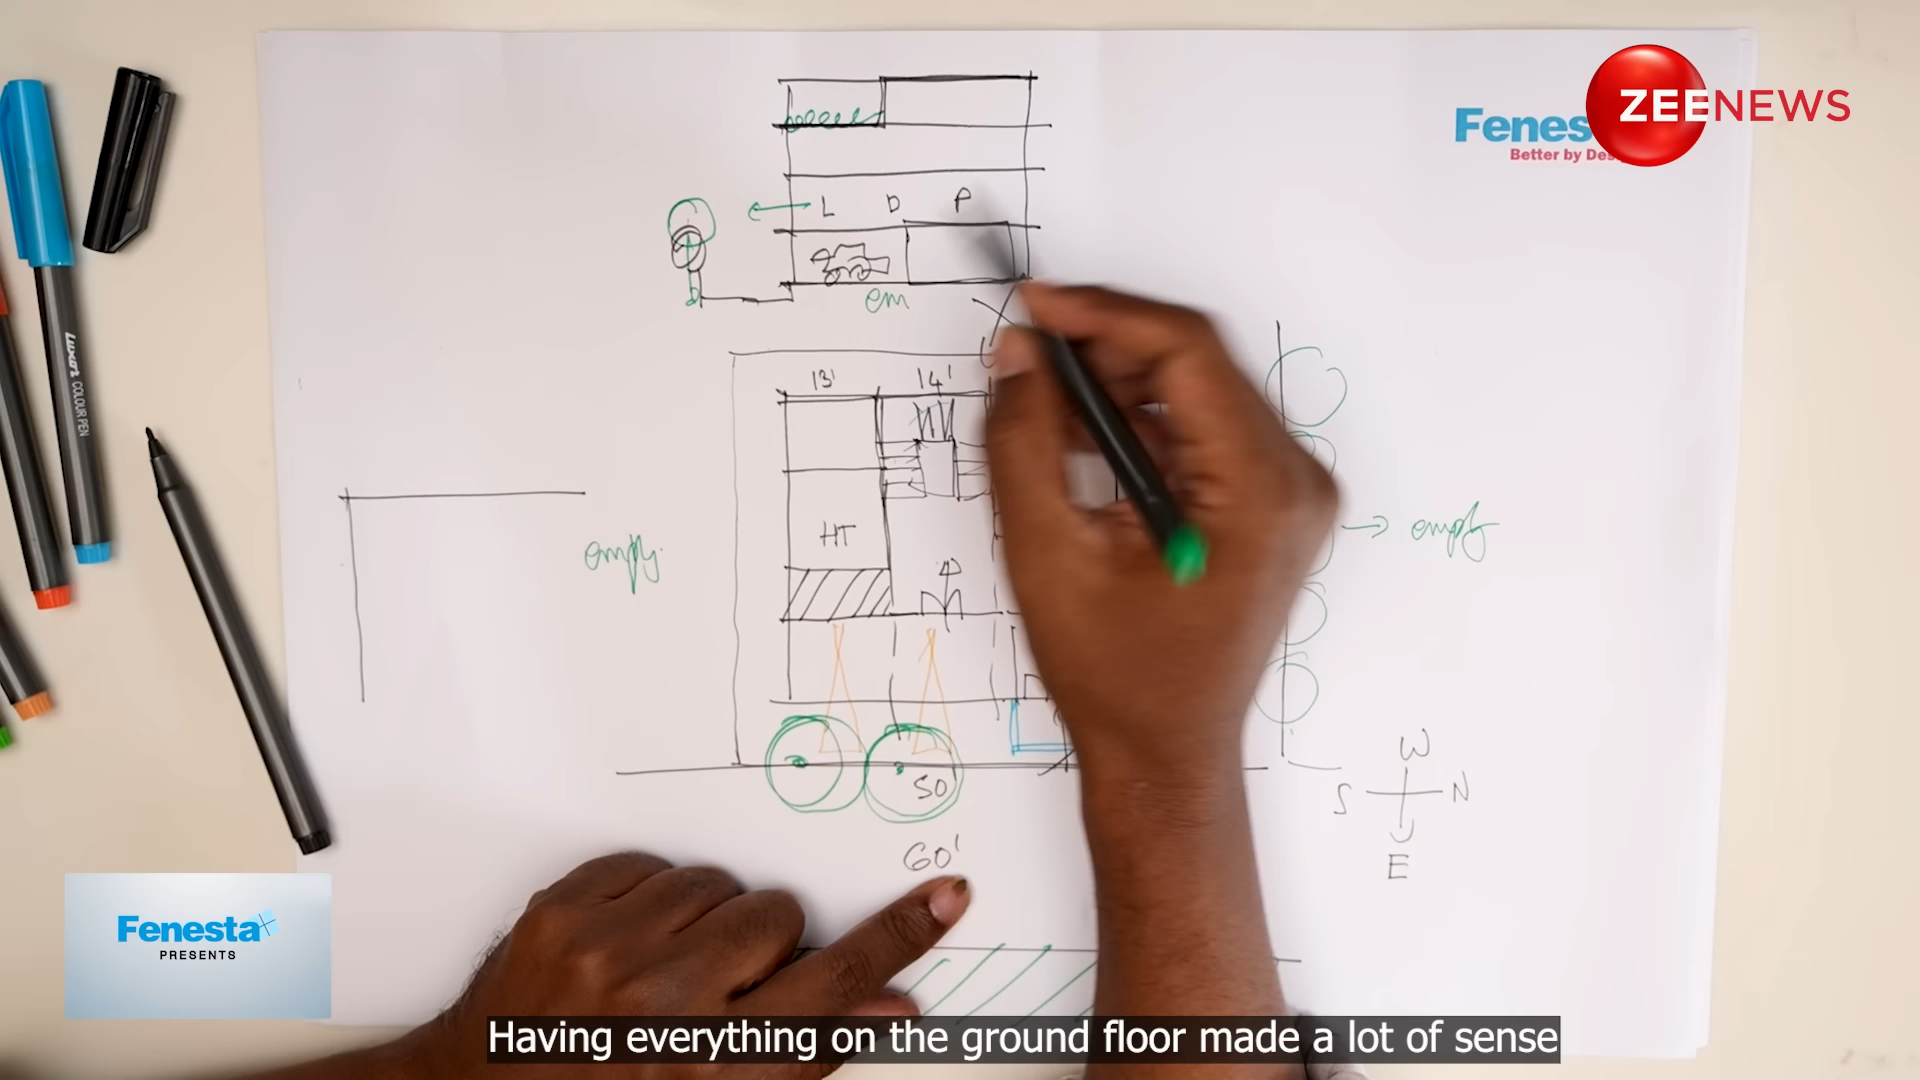 ZEENEWS
Fenes
Better by Des
L D P
em
13' 14'
HT
empty
→ empty
50
60'
W
S N
E
Luxor COLOUR PEN
Fenesta
PRESENTS
Having everything on the ground floor made a lot of sense